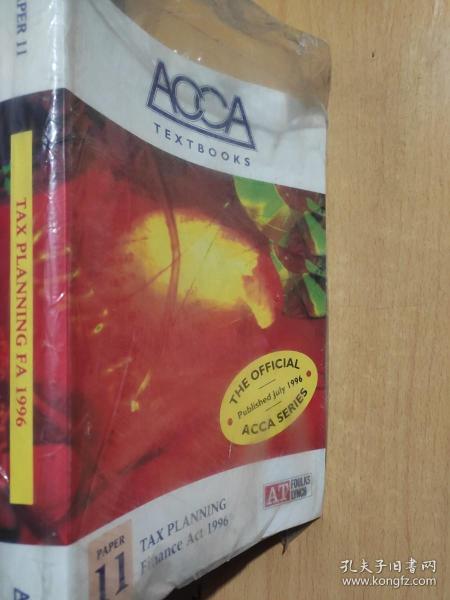 PAPER 11
TAX PLANNING FA 1996
ACCA
TEXTBOOKS
THE OFFICIAL
Published July 1996
ACCA SERIES
AT FOULKS
LYNCH
PAPER
11
TAX PLANNING
Finance Act 1996
孔夫子旧书网
www.kongfz.com